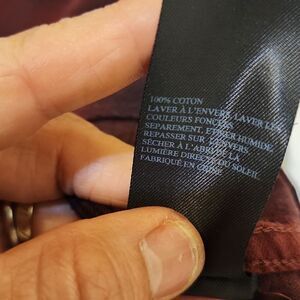 100% COTON
LAVER À L'ENVERS, LAVER LES
COULEURS FONCÉES
SÉPARÉMENT, ETIRER HUMIDE,
REPASSER SUR L'ENVERS,
SÉCHER À L'ABRI DE LA
LUMIÈRE DIRECTE DU SOLEIL.
FABRIQUÉ EN CHINE